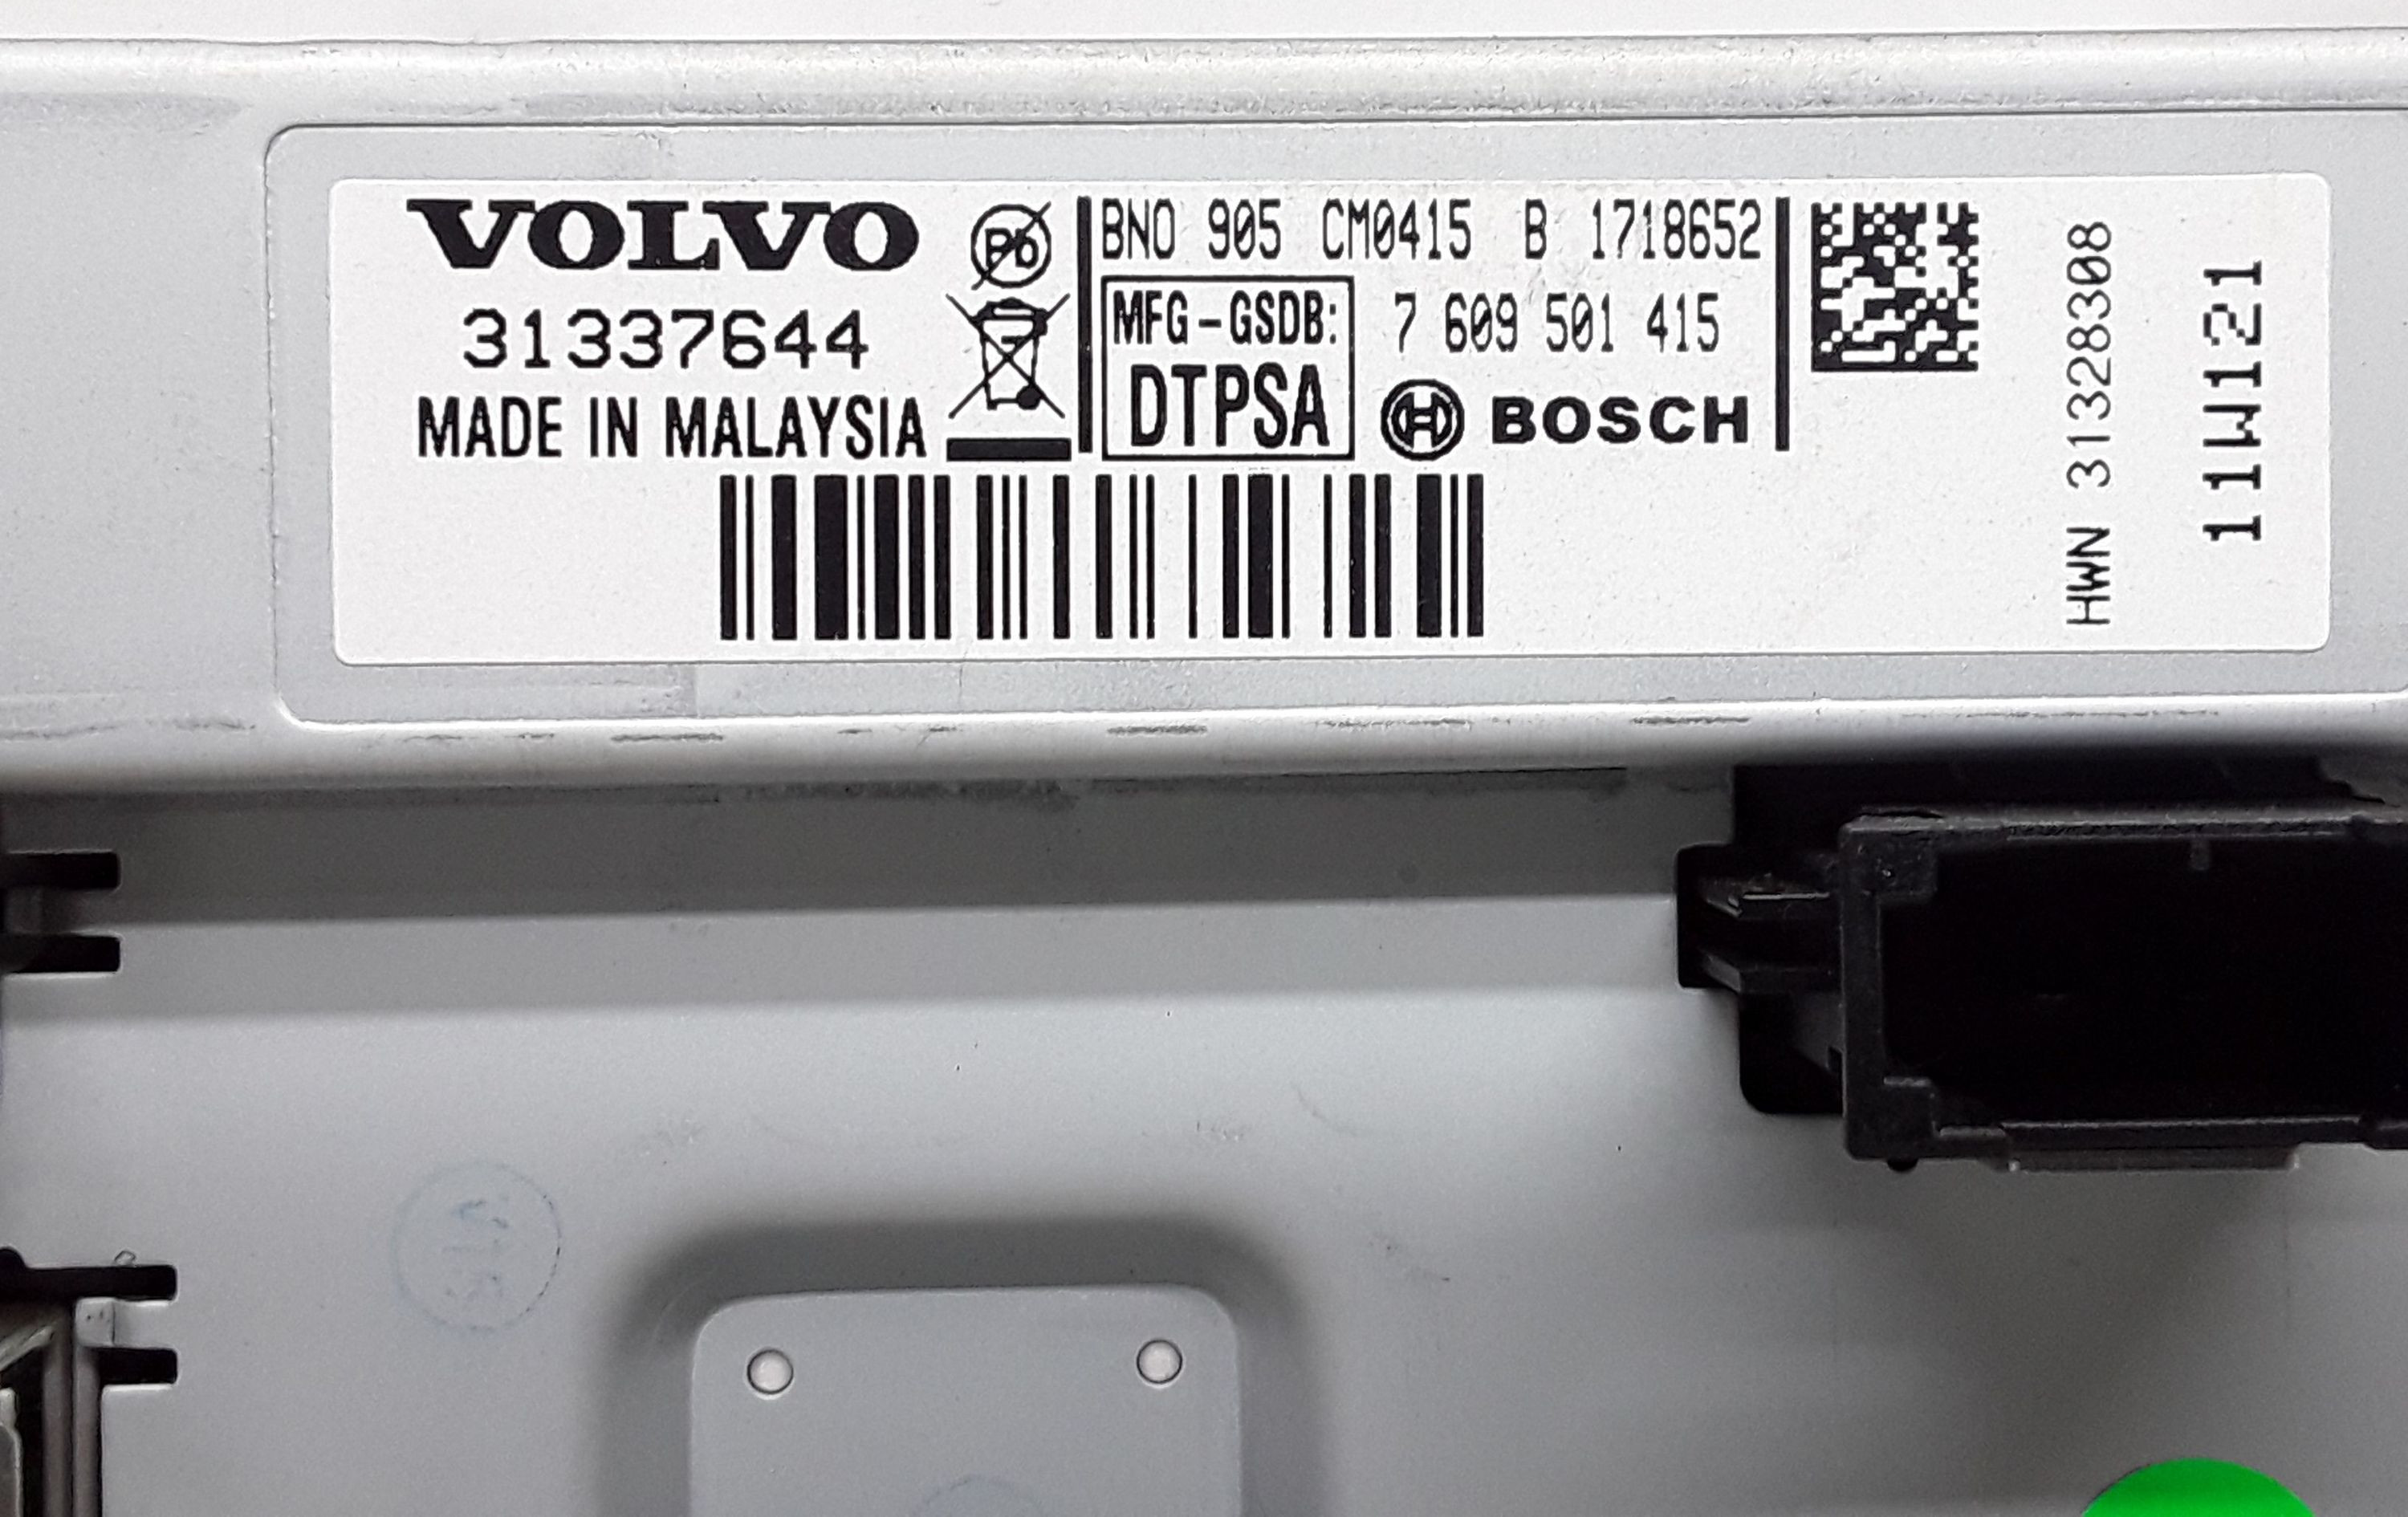 VOLVO
31337644
MADE IN MALAYSIA
Pb
BNO 905 CM0415 B 1718652
MFG-GSDB:
DTPSA
7 609 501 415
BOSCH
HWN 31328308
11W121